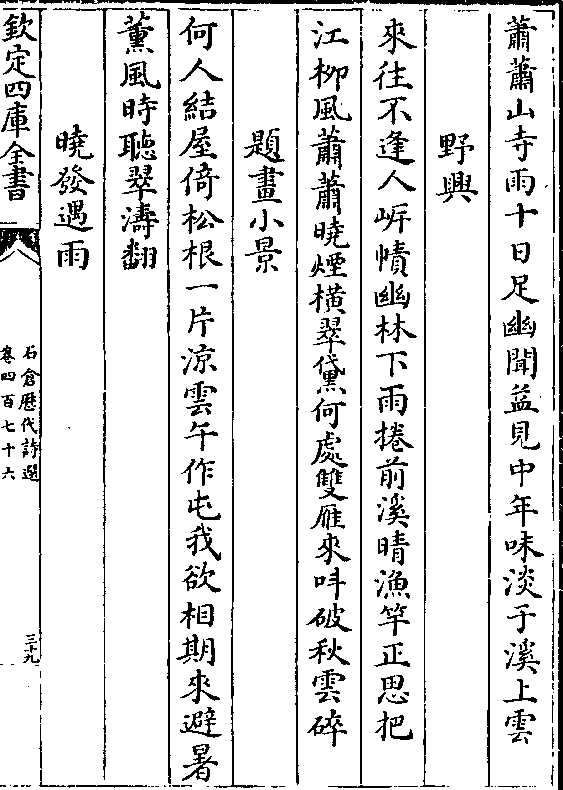 蕭蕭山寺雨十日足幽聞益見中年味淡于溪上雲
野興
來徃不逢人岸幘幽林下雨捲前溪晴漁竿正思把
江柳風蕭蕭曉煙橫翠黛何處雙雁來呌破秋雲碎
題畫小景
何人結屋倚松根一片涼雲午作屯我欲相期來避暑
薰風時聽翠濤翻
曉發遇雨
欽定四庫全書
石倉歷代詩選
卷四百七十六
三十九